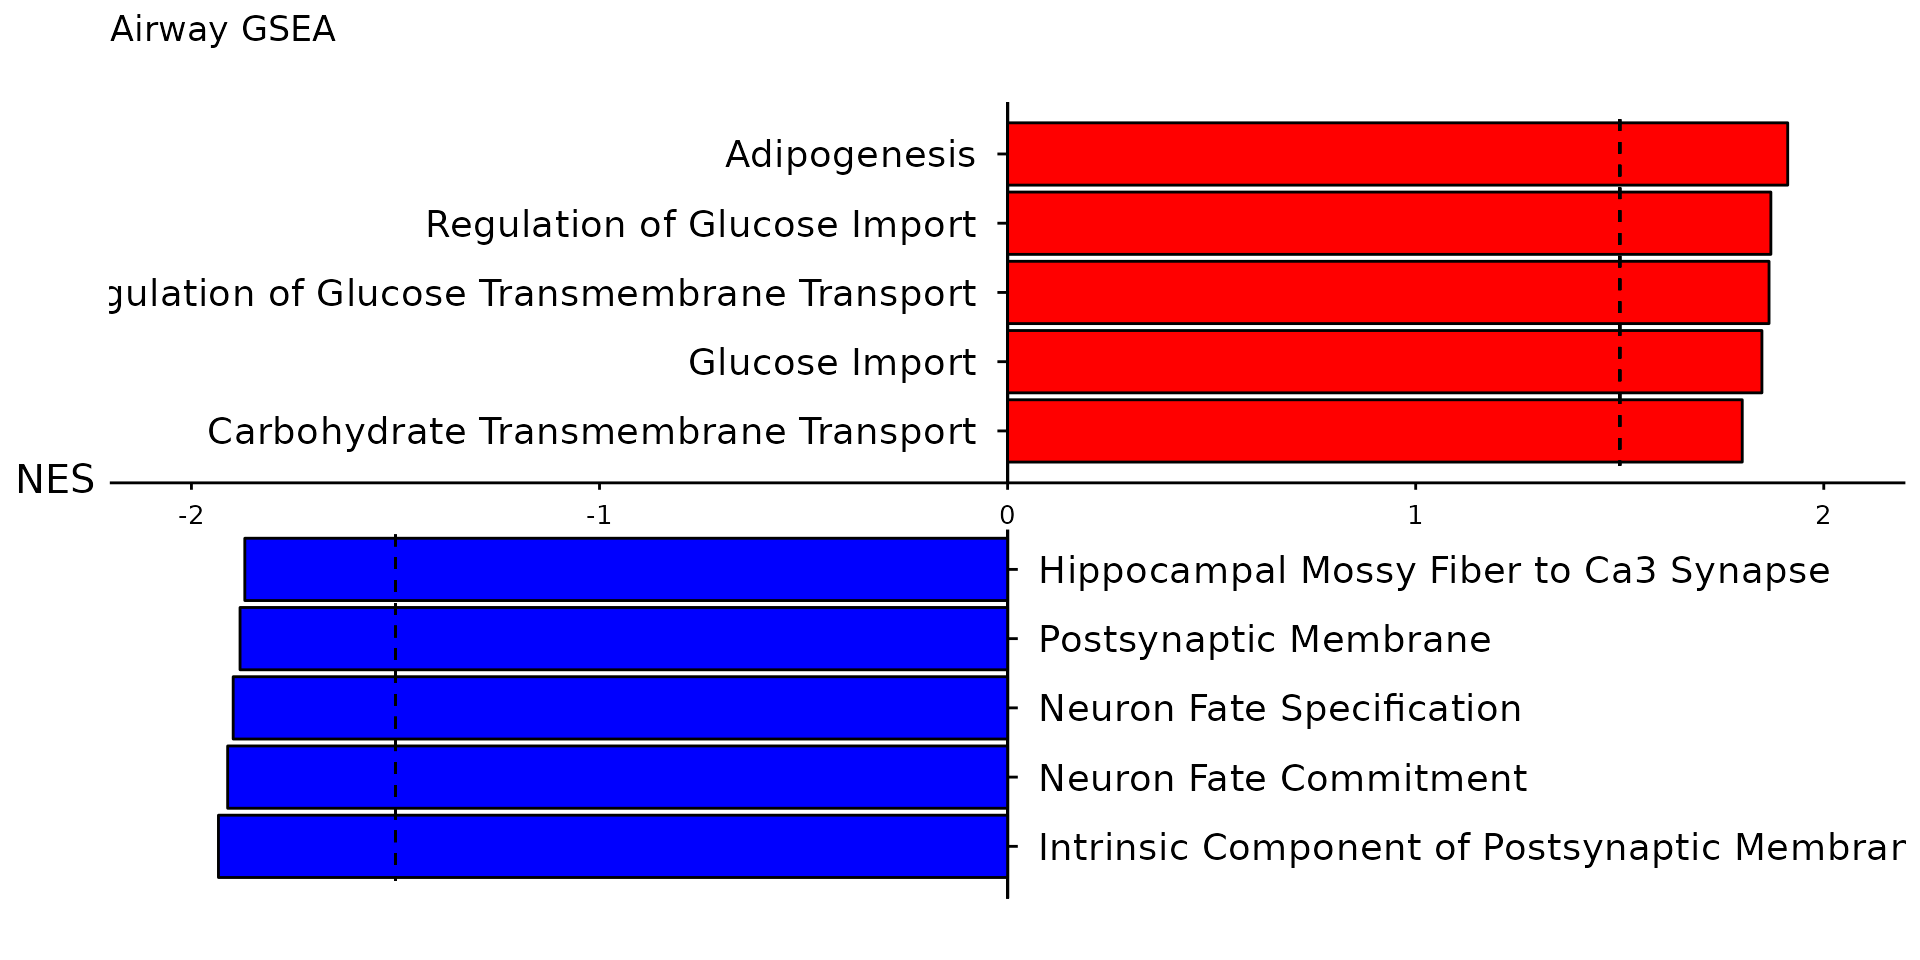 Airway GSEA
Adipogenesis
Regulation of Glucose Import
gulation of Glucose Transmembrane Transport
Glucose Import
Carbohydrate Transmembrane Transport
NES
-2 -1 0 1 2
Hippocampal Mossy Fiber to Ca3 Synapse
Postsynaptic Membrane
Neuron Fate Specification
Neuron Fate Commitment
Intrinsic Component of Postsynaptic Membran